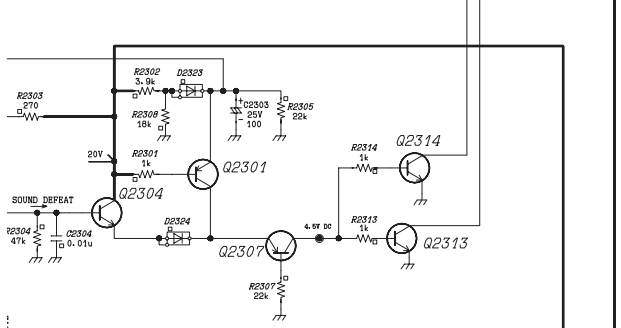 R2302
3.9k
D2323
R2303
270
R2308
18k
C2303
25V
100
R2305
22k
20V
R2301
1k
Q2301
R2314
1k
Q2314
Q2304
SOUND DEFEAT
R2304
47k
C2304
0.01u
D2324
Q2307
4.5V DC
R2313
1k
Q2313
R2307
22k